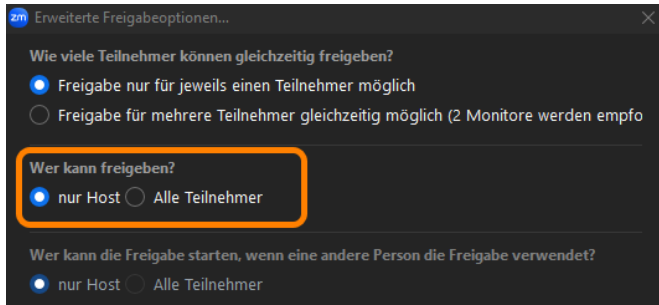 zm Erweiterte Freigabeoptionen...
Wie viele Teilnehmer können gleichzeitig freigeben?
Freigabe nur für jeweils einen Teilnehmer möglich
Freigabe für mehrere Teilnehmer gleichzeitig möglich (2 Monitore werden empfo
Wer kann freigeben?
nur Host Alle Teilnehmer
Wer kann die Freigabe starten, wenn eine andere Person die Freigabe verwendet?
nur Host Alle Teilnehmer